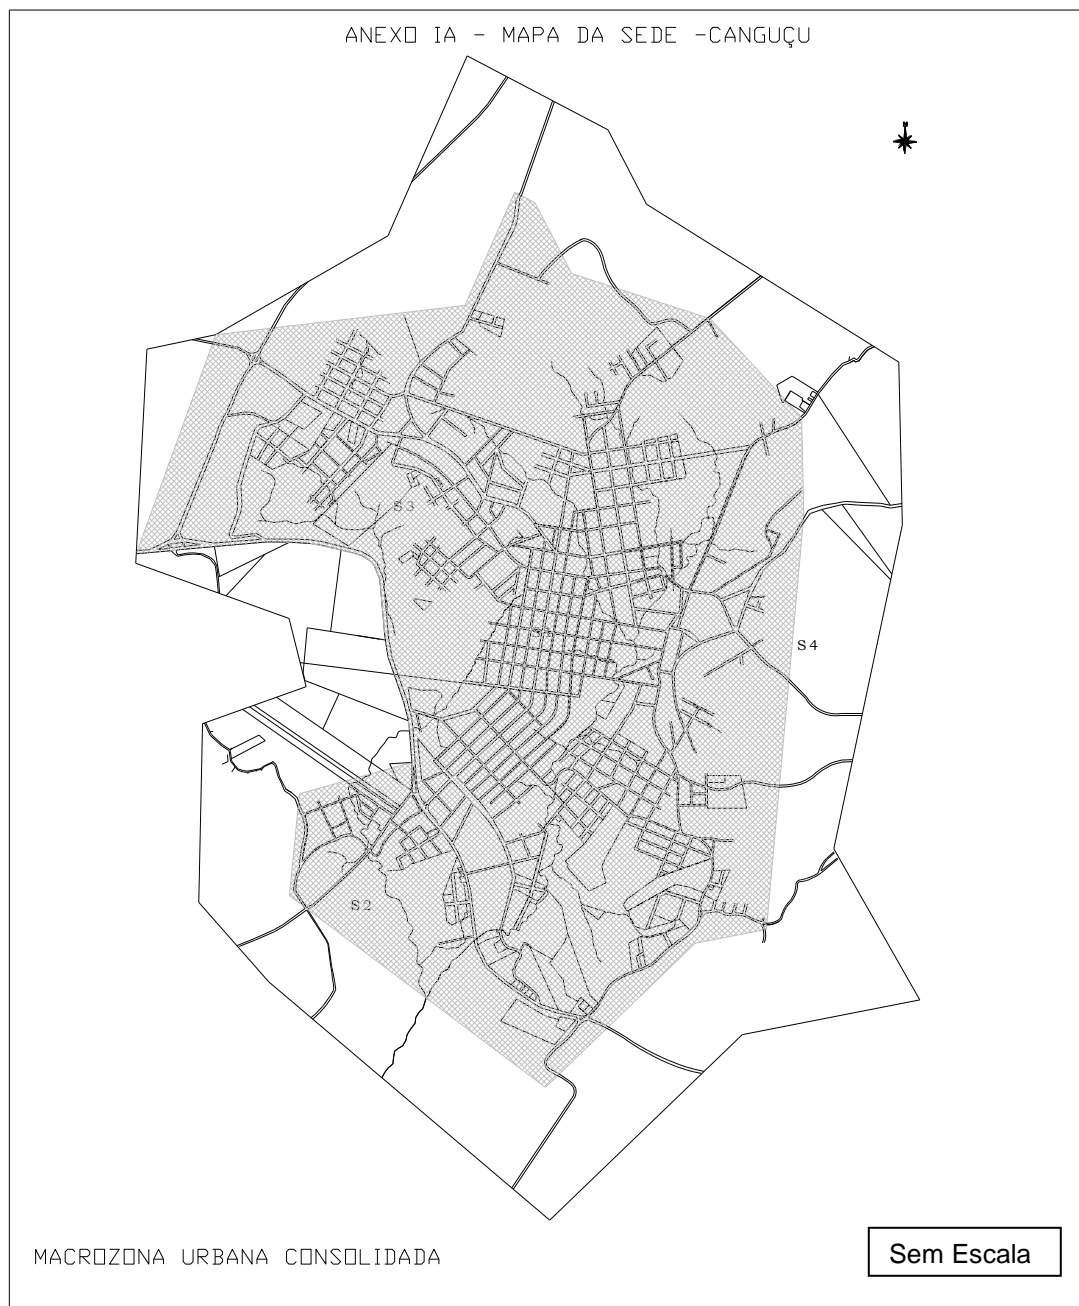 ANEXO IA - MAPA DA SEDE -CANGUÇU
N
S3
S4
S2
MACROZONA URBANA CONSOLIDADA
Sem Escala